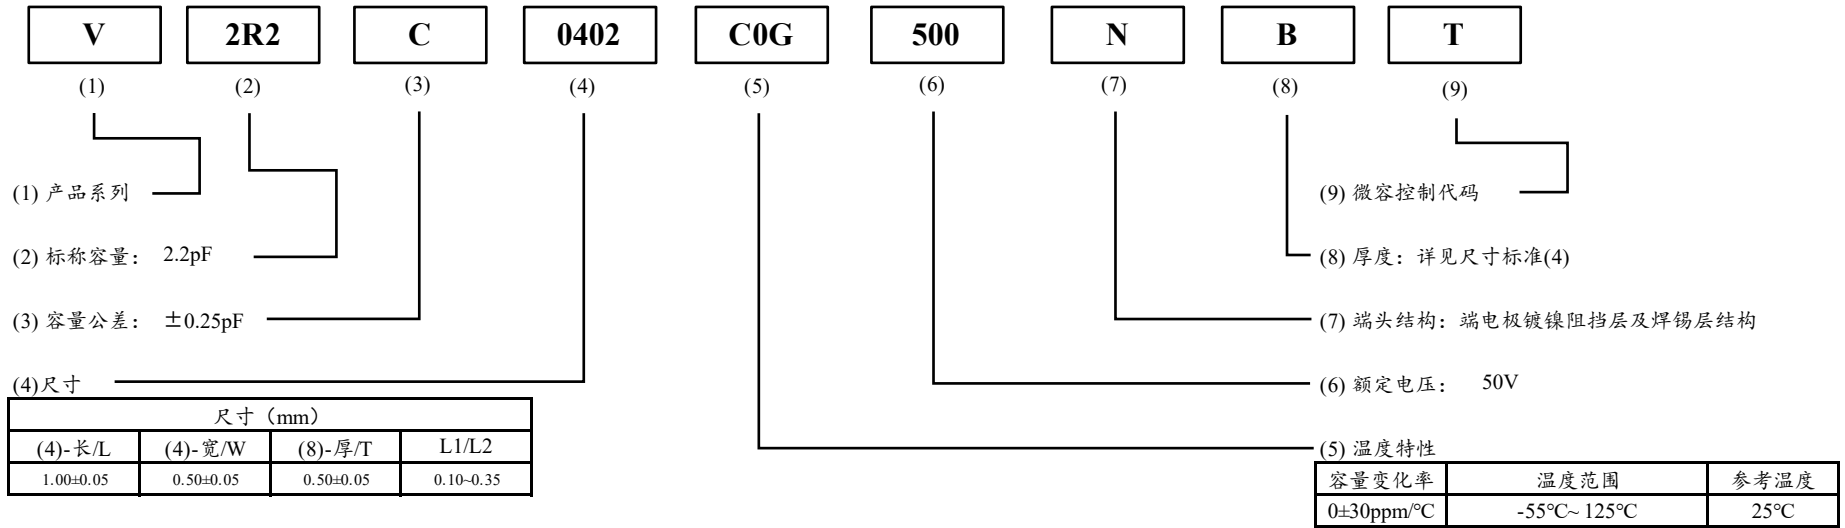 V 2R2 C 0402 C0G 500 N B T
(1) (2) (3) (4) (5) (6) (7) (8) (9)
(1) 产品系列
(2) 标称容量： 2.2pF
(3) 容量公差： ±0.25pF
(4)尺寸
尺寸（mm）
(4)-长/L (4)-宽/W (8)-厚/T L1/L2
1.00±0.05 0.50±0.05 0.50±0.05 0.10~0.35
(9) 微容控制代码
(8) 厚度：详见尺寸标准(4)
(7) 端头结构：端电极镀镍阻挡层及焊锡层结构
(6) 额定电压： 50V
(5) 温度特性
容量变化率 温度范围 参考温度
0±30ppm/°C -55°C~ 125°C 25°C